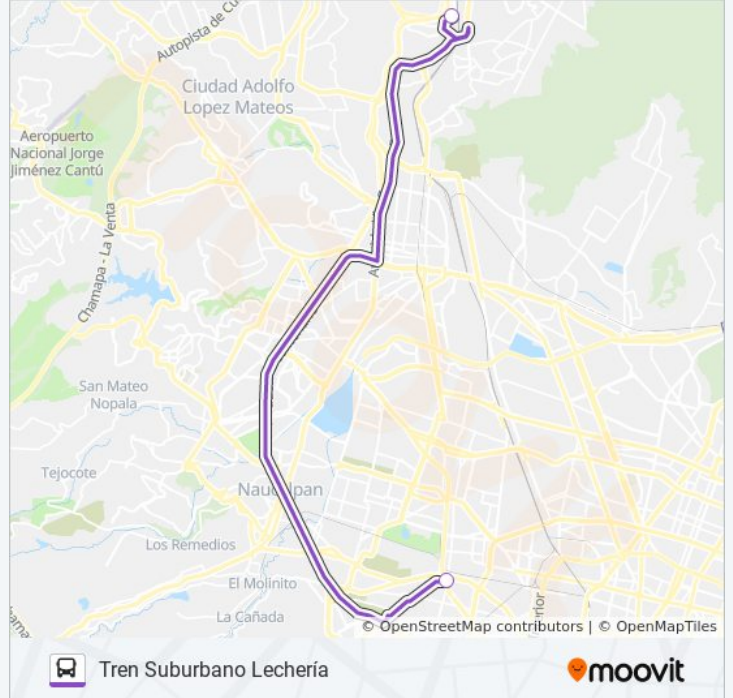 Autopista de Cu
Ciudad Adolfo
Lopez Mateos
Aeropuerto
Nacional Jorge
Jiménez Cantú
Chamapa - La Venta
San Mateo
Nopala
Tejocote
Los Remedios
El Molinito
La Cañada
rior
© OpenStreetMap contributors | © OpenMapTiles
Tren Suburbano Lechería
moovit